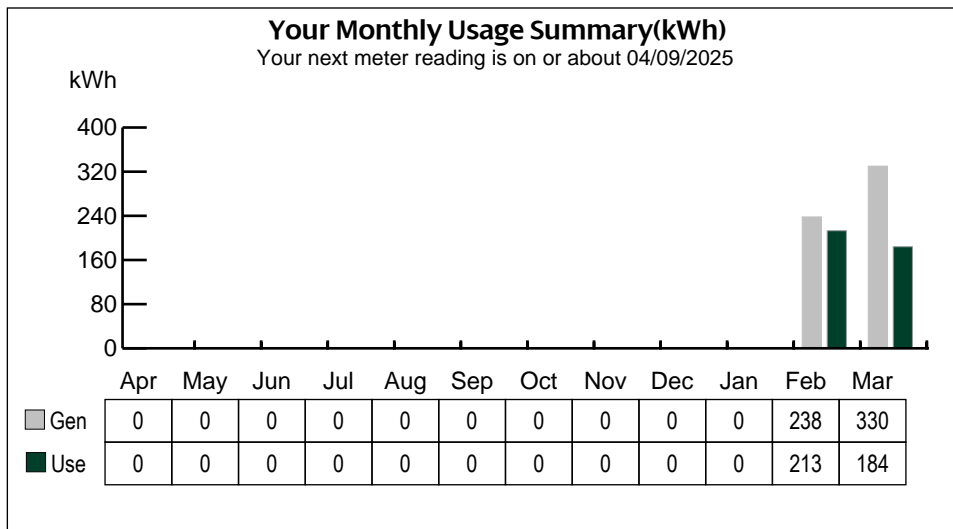 Your Monthly Usage Summary(kWh)
Your next meter reading is on or about 04/09/2025
kWh
400
320
240
160
80
0
Apr May Jun Jul Aug Sep Oct Nov Dec Jan Feb Mar
Gen 0 0 0 0 0 0 0 0 0 0 238 330
Use 0 0 0 0 0 0 0 0 0 0 213 184